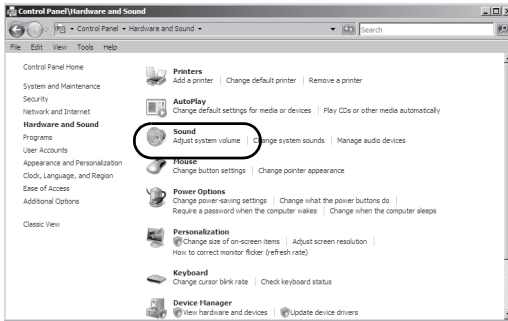 Control Panel\Hardware and Sound
Control Panel ▸ Hardware and Sound ▸
Search
File Edit View Tools Help
Control Panel Home
System and Maintenance
Security
Network and Internet
Hardware and Sound
Programs
User Accounts
Appearance and Personalization
Clock, Language, and Region
Ease of Access
Additional Options
Classic View
Printers
Add a printer | Change default printer | Remove a printer
AutoPlay
Change default settings for media or devices | Play CDs or other media automatically
Sound
Adjust system volume | Change system sounds | Manage audio devices
Mouse
Change button settings | Change pointer appearance
Power Options
Change power-saving settings | Change what the power buttons do |
Require a password when the computer wakes | Change when the computer sleeps
Personalization
Change size of on-screen items | Adjust screen resolution |
How to correct monitor flicker (refresh rate)
Keyboard
Change cursor blink rate | Check keyboard status
Device Manager
View hardware and devices | Update device drivers